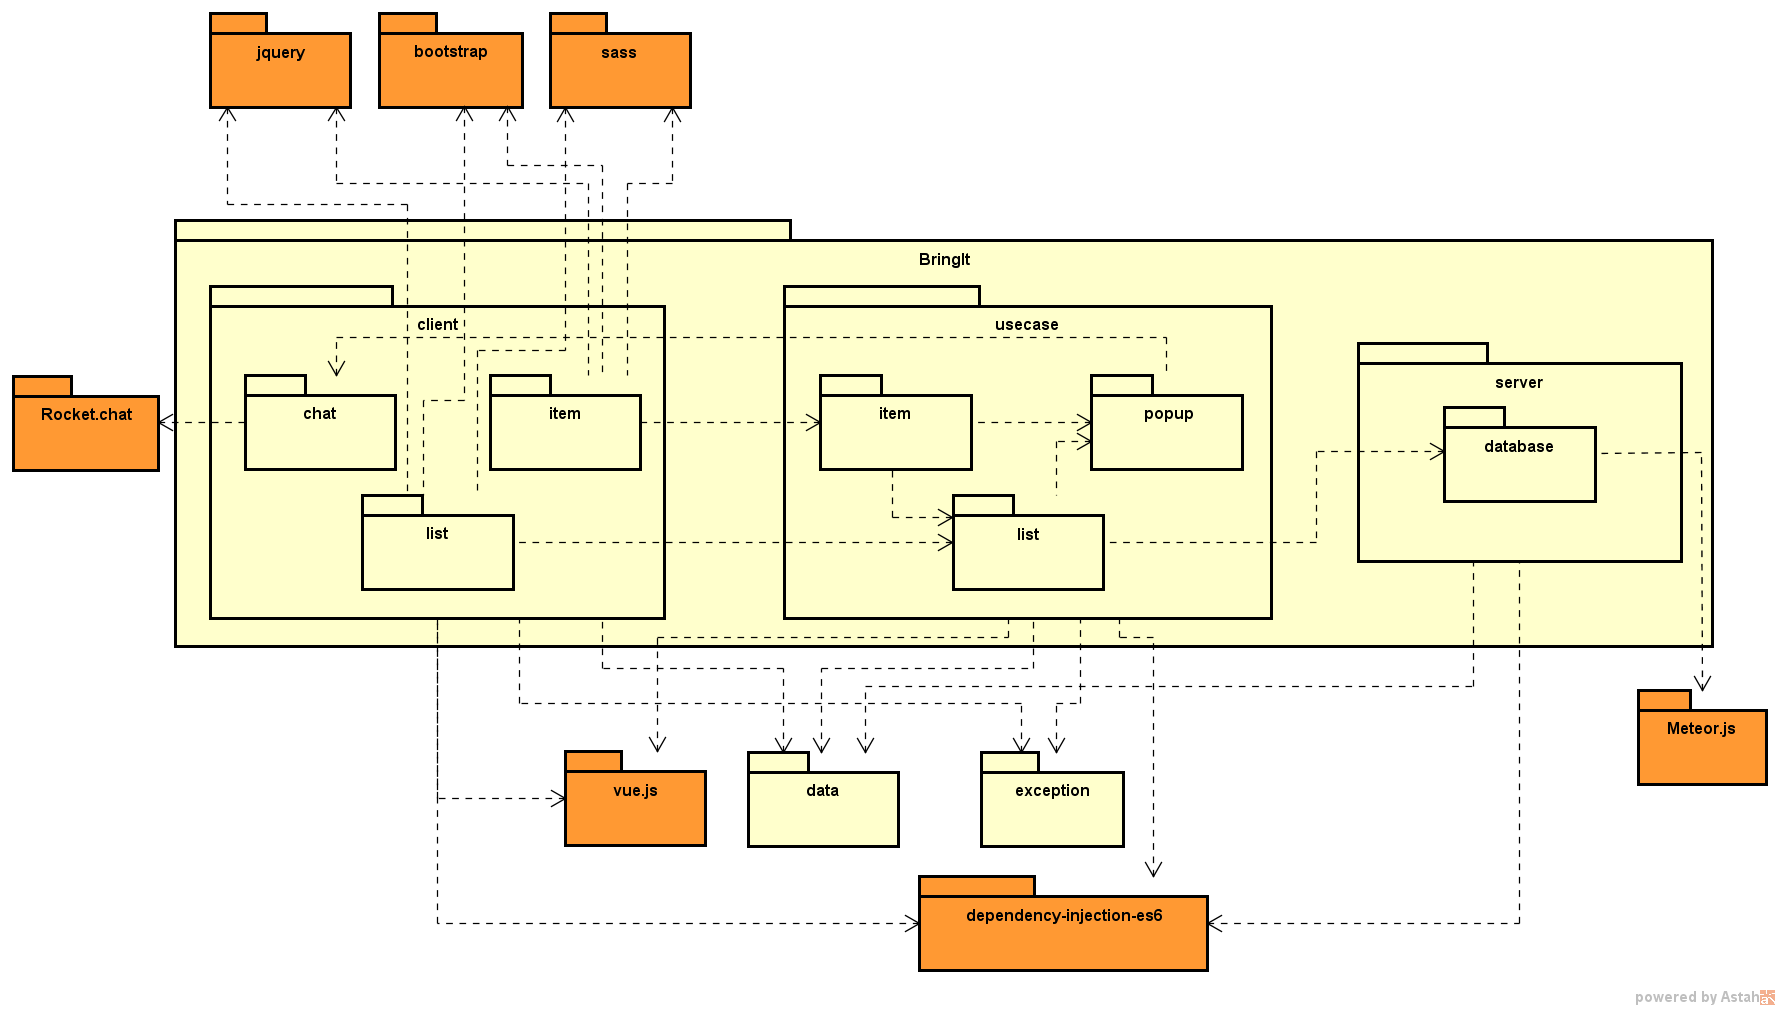 jquery
bootstrap
sass
BringIt
client
usecase
server
Rocket.chat
chat
item
item
popup
database
list
list
vue.js
data
exception
Meteor.js
dependency-injection-es6
powered by Astah